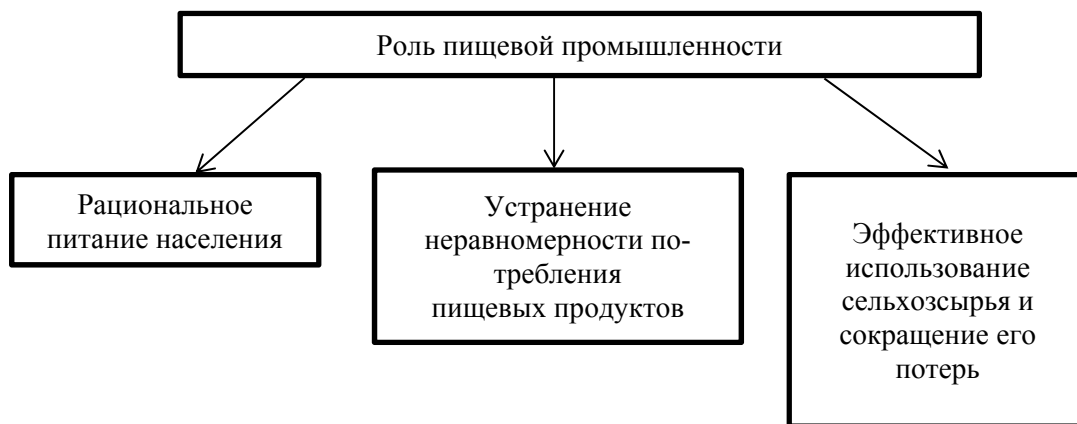 Роль пищевой промышленности
Рациональное
питание населения
Устранение
неравномерности по-
требления
пищевых продуктов
Эффективное
использование
сельхозсырья и
сокращение его
потерь